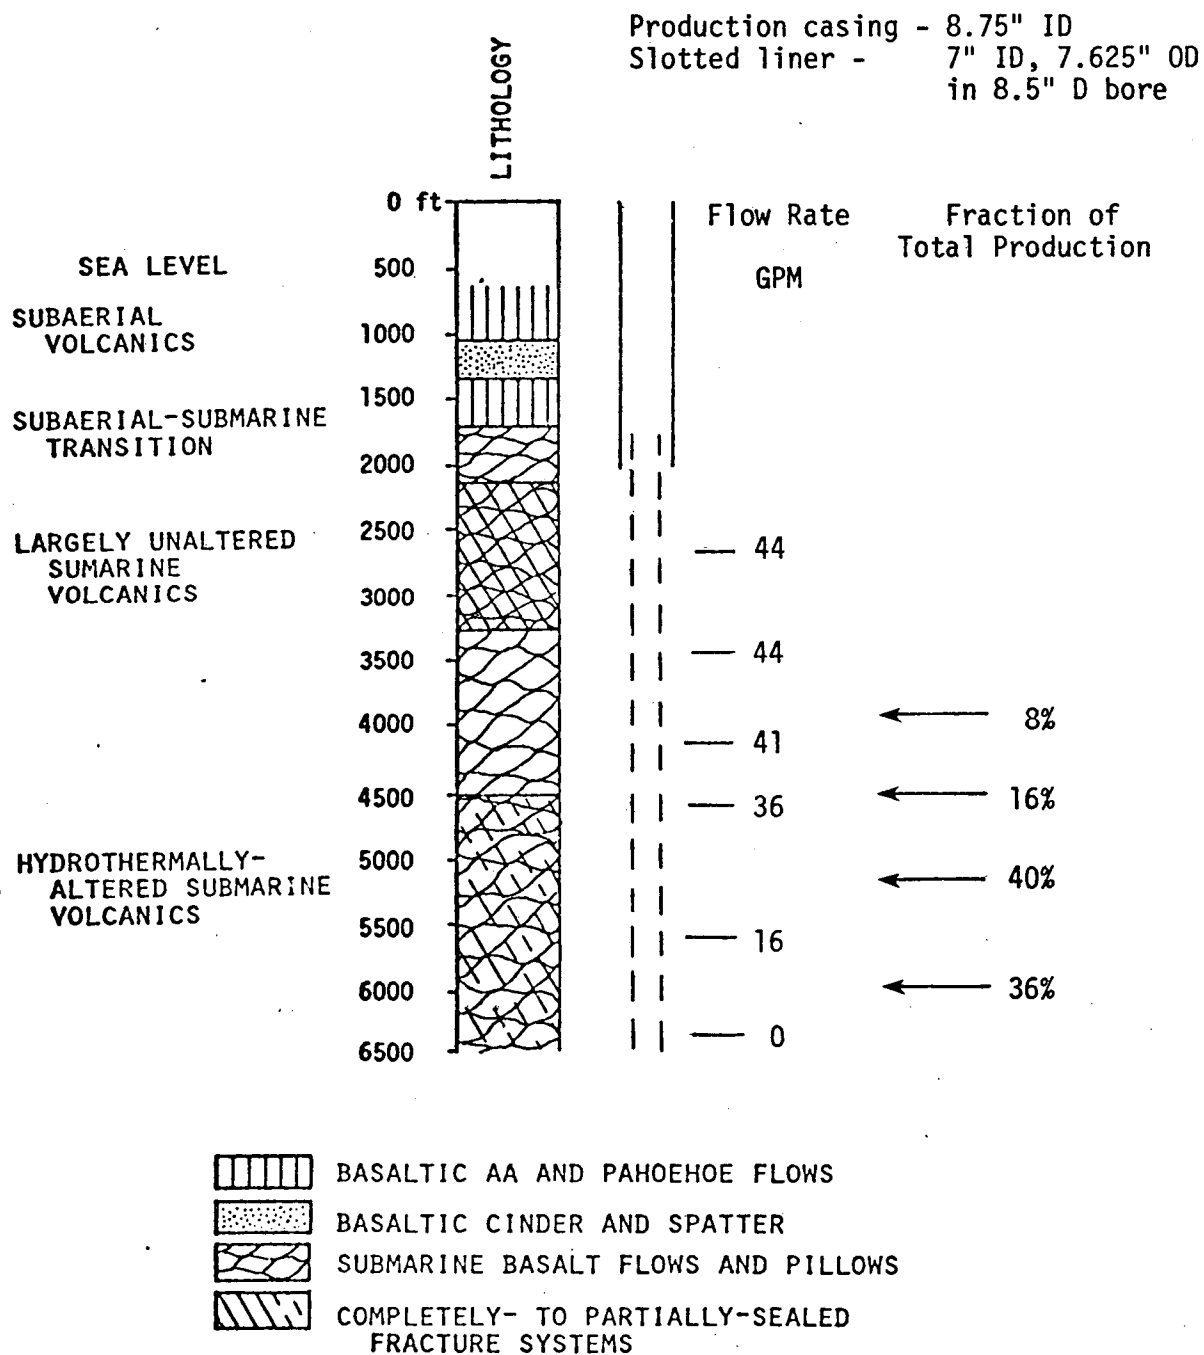 Production casing - 8.75" ID
Slotted liner - 7" ID, 7.625" OD
in 8.5" D bore
LITHOLOGY
0 ft
Flow Rate
Fraction of
Total Production
GPM
SEA LEVEL
500
SUBAERIAL
VOLCANICS
1000
1500
SUBAERIAL-SUBMARINE
TRANSITION
2000
LARGELY UNALTERED
SUMARINE
VOLCANICS
2500
44
3000
3500
44
4000
8%
41
4500
36
16%
HYDROTHERMALLY-
ALTERED SUBMARINE
VOLCANICS
5000
40%
5500
16
6000
36%
0
6500
BASALTIC AA AND PAHOEHOE FLOWS
BASALTIC CINDER AND SPATTER
SUBMARINE BASALT FLOWS AND PILLOWS
COMPLETELY- TO PARTIALLY-SEALED
FRACTURE SYSTEMS